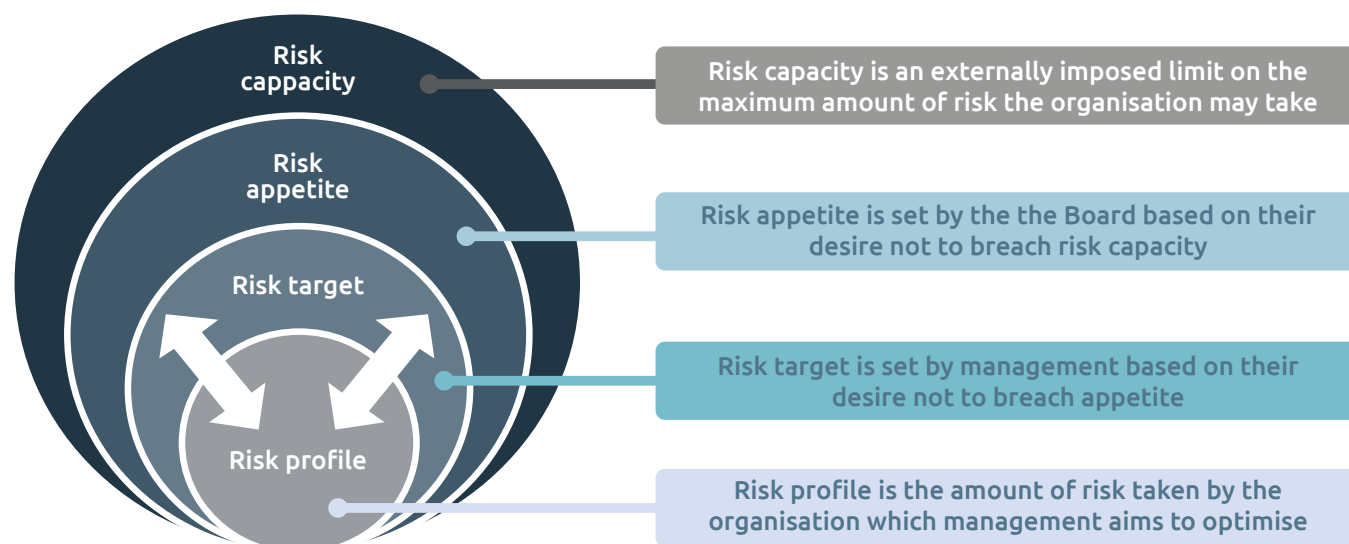 Risk
cappacity
Risk capacity is an externally imposed limit on the
maximum amount of risk the organisation may take
Risk
appetite
Risk appetite is set by the the Board based on their
desire not to breach risk capacity
Risk target
Risk target is set by management based on their
desire not to breach appetite
Risk profile
Risk profile is the amount of risk taken by the
organisation which management aims to optimise